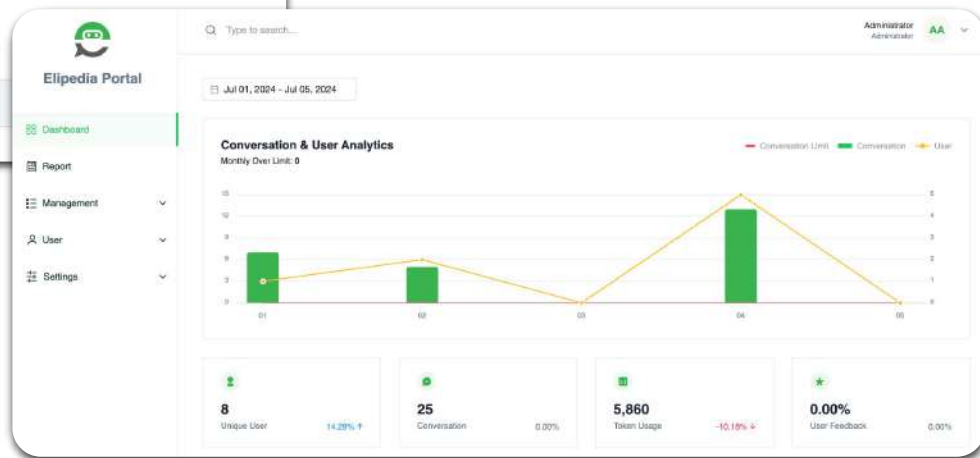 Type to search...
Administrator
Administrator
AA
Elipedia Portal
Jul 01, 2024 - Jul 05, 2024
Dashboard
Report
Management
User
Settings
Conversation & User Analytics
Monthly Over Limit: 0
Conversation Limit
Conversation
User
15
12
9
6
3
0
5
4
3
2
1
0
01
02
03
04
05
8
Unique User
14.29% ↑
25
Conversation
0.00%
5,860
Token Usage
-10.18% ↓
0.00%
User Feedback
0.00%